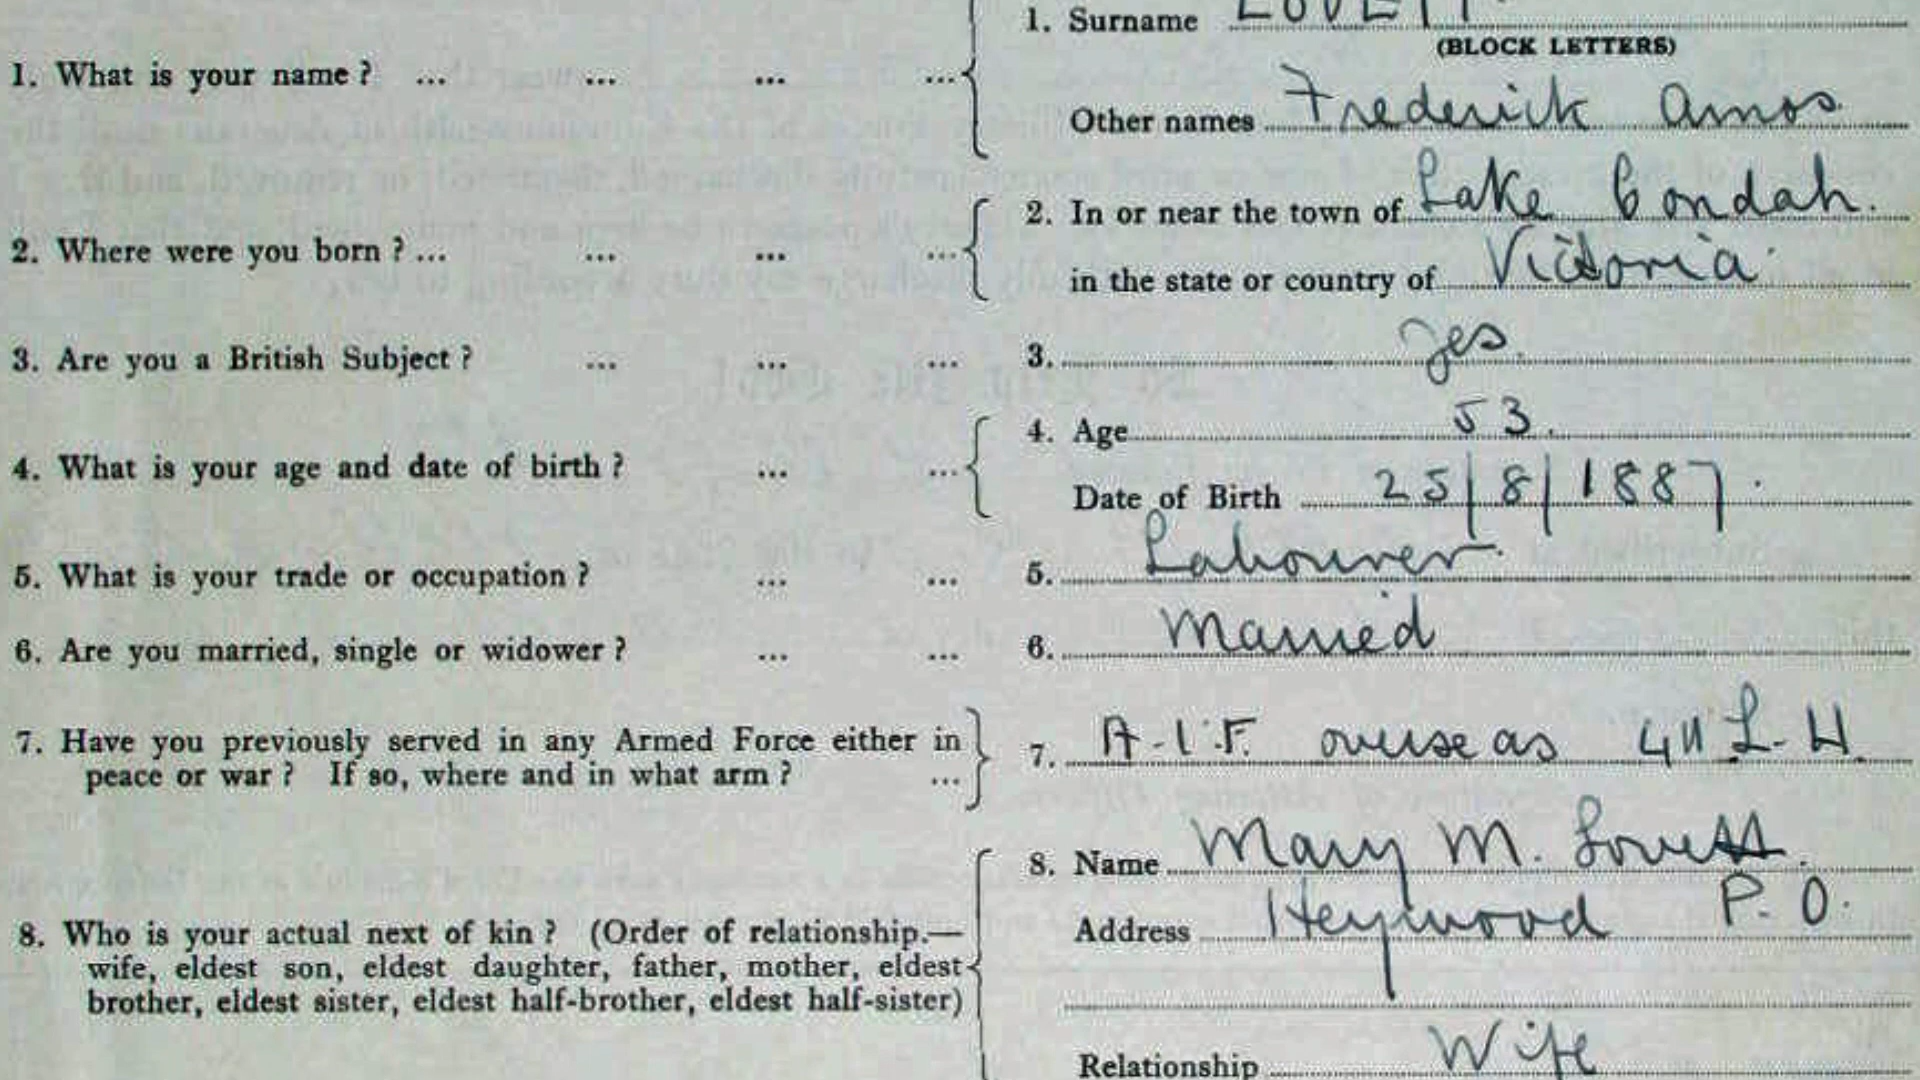 1. Surname LOVETT.
(BLOCK LETTERS)
1. What is your name ? ... ... ... ...
Other names Frederick Amos.
2. In or near the town of Lake Condah.
2. Where were you born ? ... ... ... ...
in the state or country of Victoria.
3. Are you a British Subject ? ... ... ... 3. yes.
4. Age 53.
4. What is your age and date of birth ? ... ...
Date of Birth 25/8/1887.
5. What is your trade or occupation ? ... ... 5. Labourer.
6. Are you married, single or widower ? ... ... 6. Married
7. Have you previously served in any Armed Force either in
peace or war ? If so, where and in what arm ? ...
7. A.I.F. overseas 4th L.H.
8. Name Mary M. Lovett.
Address Heywood P.O.
8. Who is your actual next of kin ? (Order of relationship.—
wife, eldest son, eldest daughter, father, mother, eldest
brother, eldest sister, eldest half-brother, eldest half-sister)
Relationship Wife